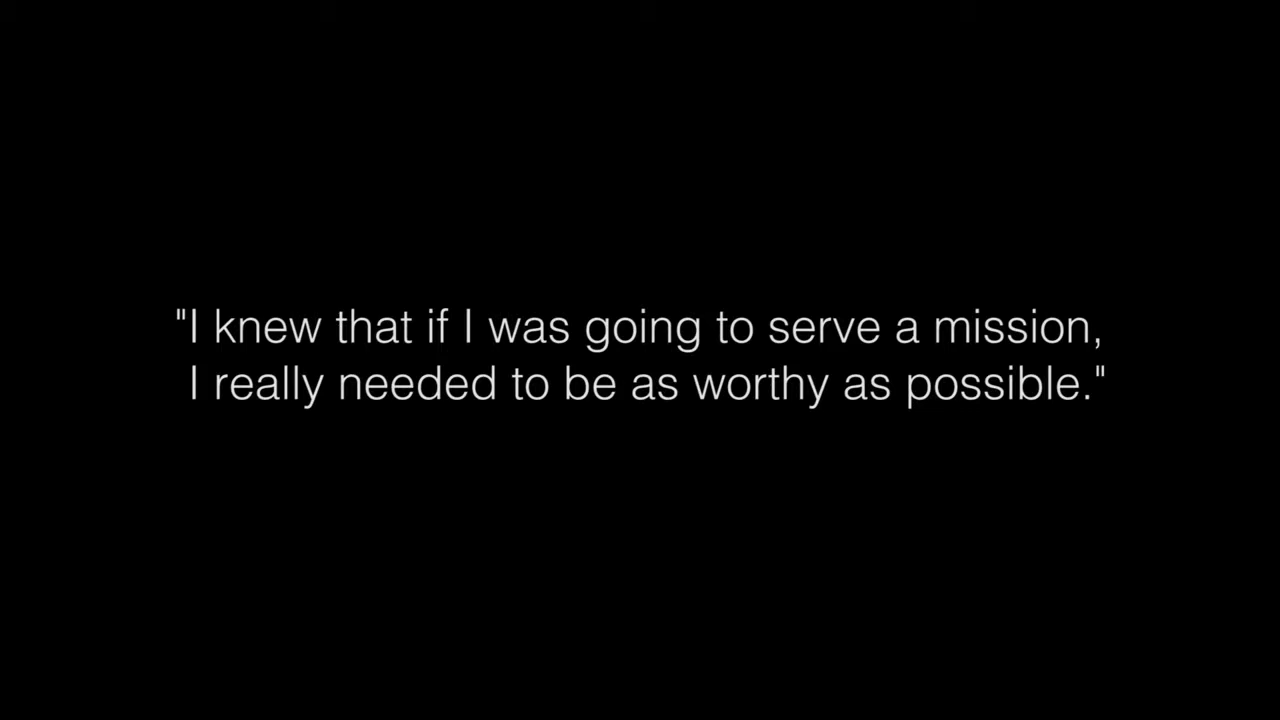 "I knew that if I was going to serve a mission,
I really needed to be as worthy as possible."